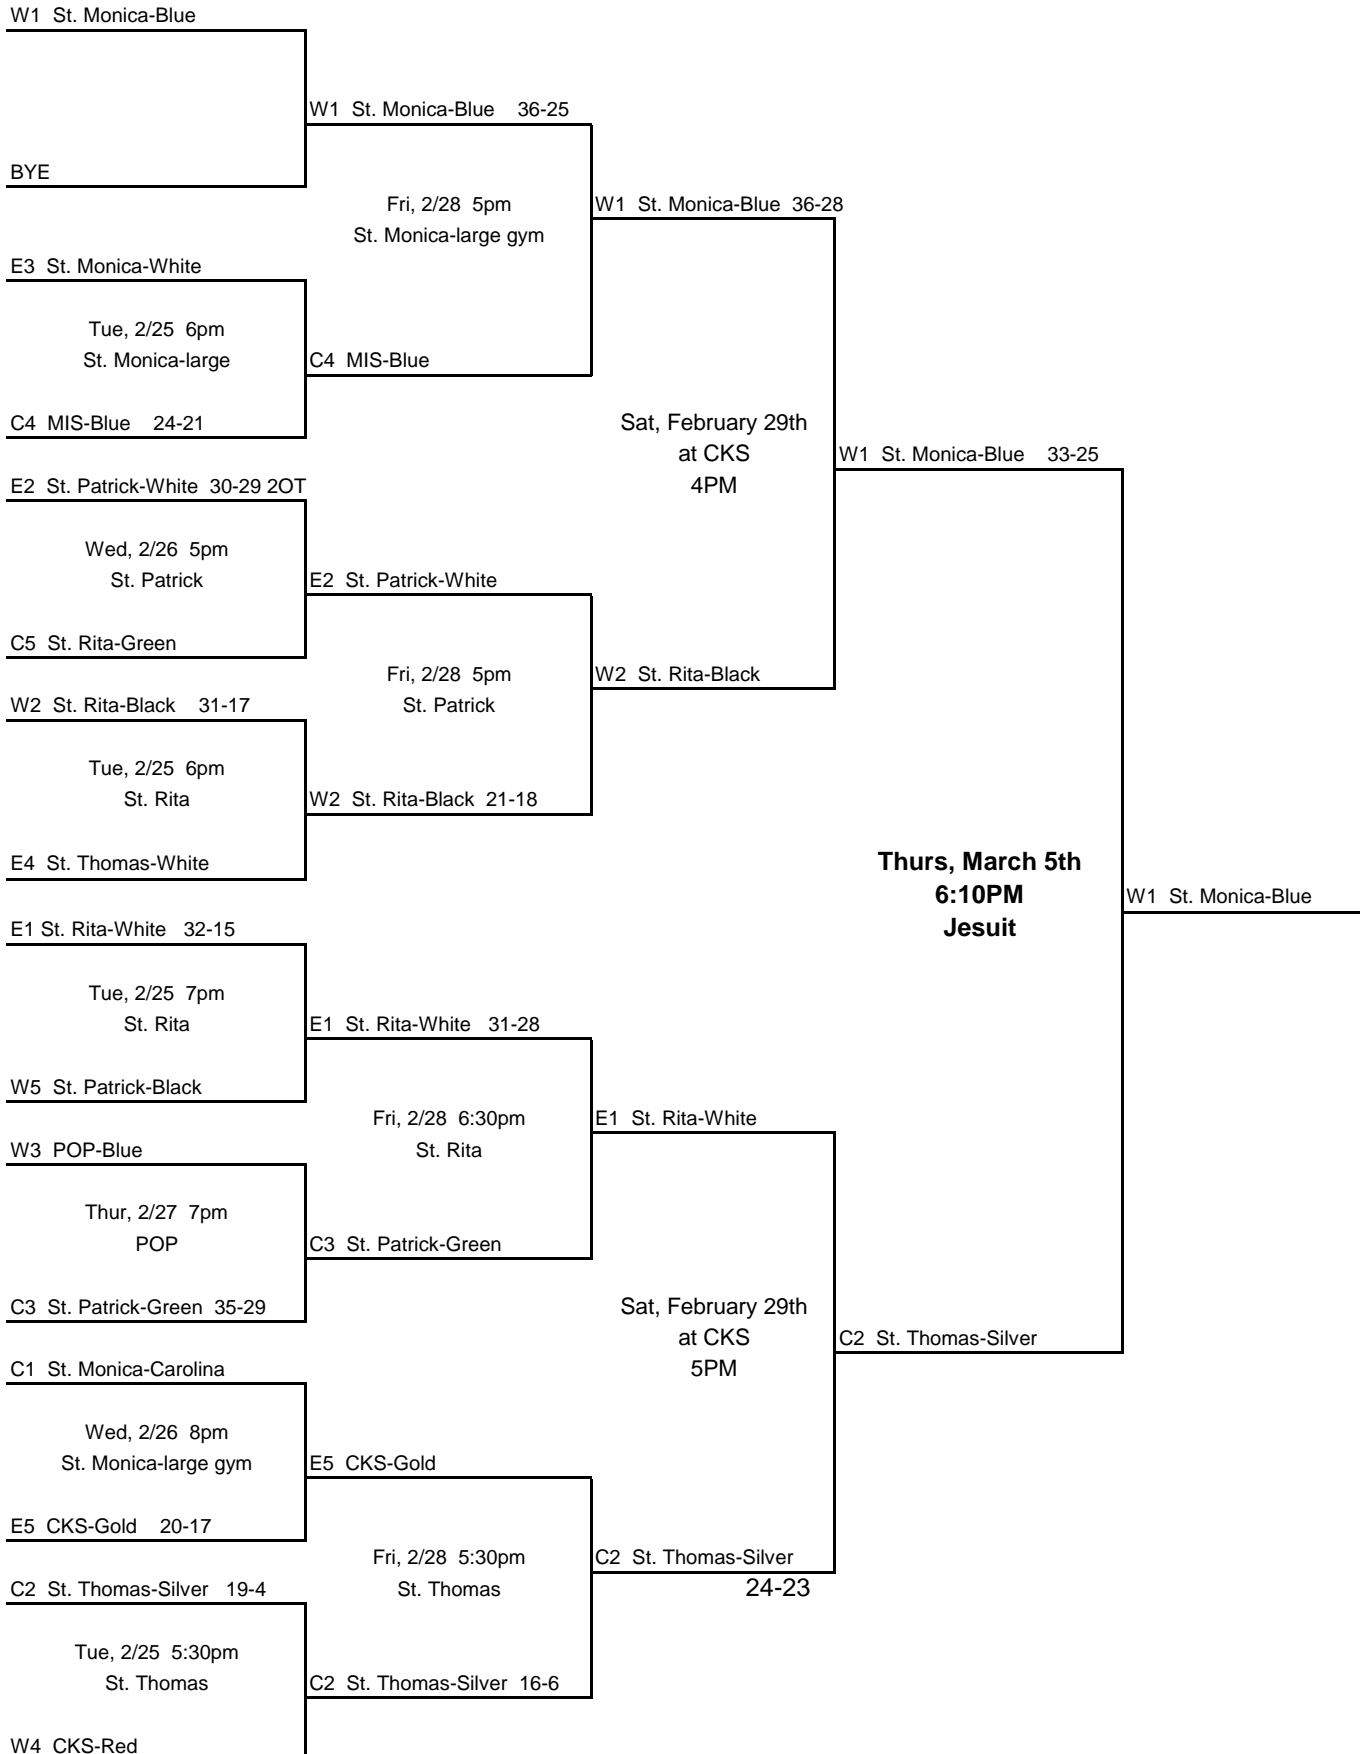 W1  St. Monica-Blue
W1  St. Monica-Blue    36-25
BYE
Fri, 2/28  5pm
St. Monica-large gym
W1  St. Monica-Blue  36-28
E3  St. Monica-White
Tue, 2/25  6pm
St. Monica-large
C4  MIS-Blue
C4  MIS-Blue    24-21
Sat, February 29th
at CKS
4PM
W1  St. Monica-Blue    33-25
E2  St. Patrick-White  30-29 2OT
Wed, 2/26  5pm
St. Patrick
E2  St. Patrick-White
C5  St. Rita-Green
Fri, 2/28  5pm
St. Patrick
W2  St. Rita-Black
W2  St. Rita-Black    31-17
Tue, 2/25  6pm
St. Rita
W2  St. Rita-Black  21-18
E4  St. Thomas-White
Thurs, March 5th
6:10PM
Jesuit
W1  St. Monica-Blue
E1 St. Rita-White   32-15
Tue, 2/25  7pm
St. Rita
E1  St. Rita-White   31-28
W5  St. Patrick-Black
Fri, 2/28  6:30pm
St. Rita
E1  St. Rita-White
W3  POP-Blue
Thur, 2/27  7pm
POP
C3  St. Patrick-Green
C3  St. Patrick-Green  35-29
Sat, February 29th
at CKS
5PM
C2  St. Thomas-Silver
C1  St. Monica-Carolina
Wed, 2/26  8pm
St. Monica-large gym
E5  CKS-Gold
E5  CKS-Gold    20-17
Fri, 2/28  5:30pm
St. Thomas
C2  St. Thomas-Silver
24-23
C2  St. Thomas-Silver   19-4
Tue, 2/25  5:30pm
St. Thomas
C2  St. Thomas-Silver  16-6
W4  CKS-Red